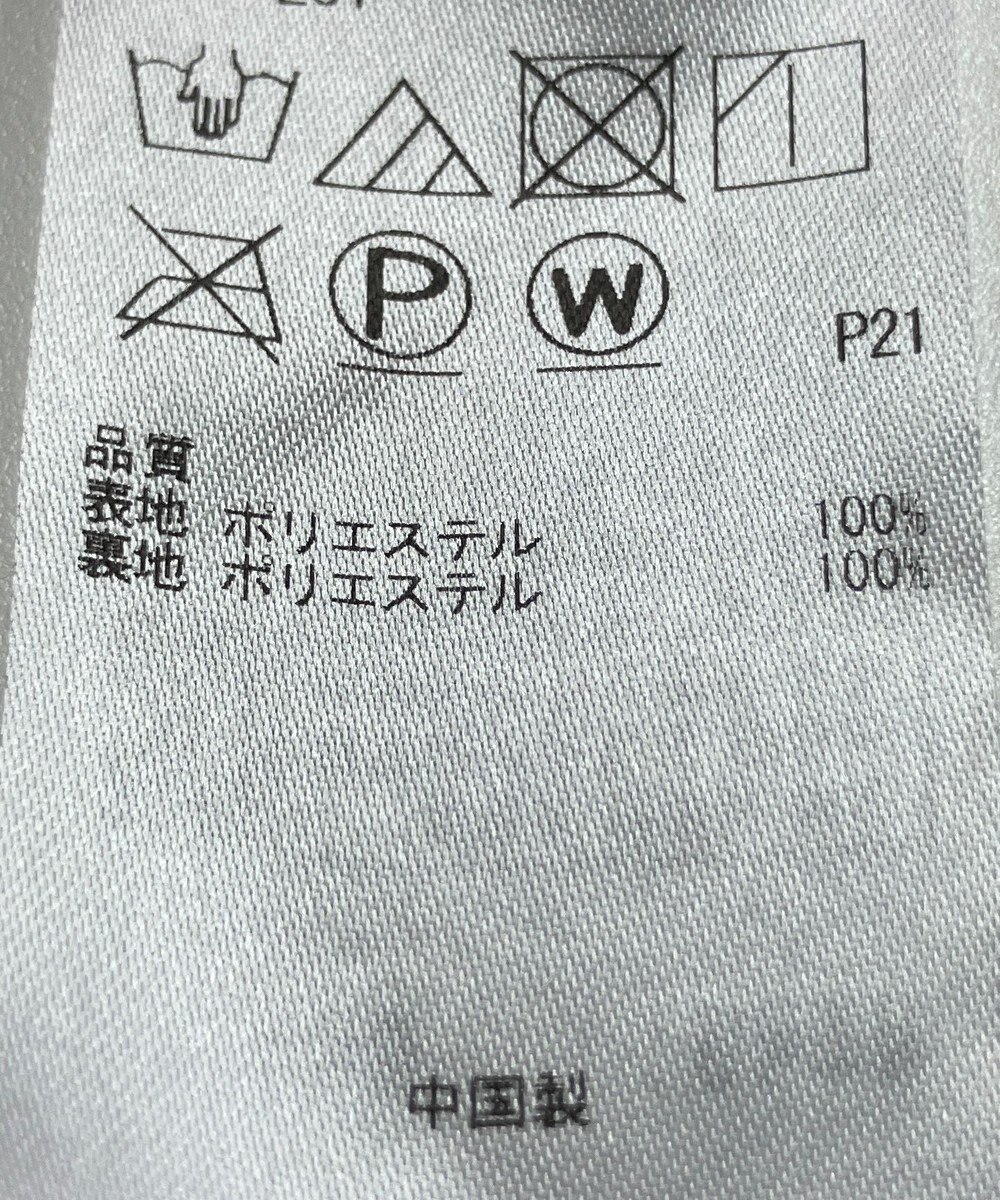 P W P21
品質
表地 ポリエステル 100%
裏地 ポリエステル 100%
中国製